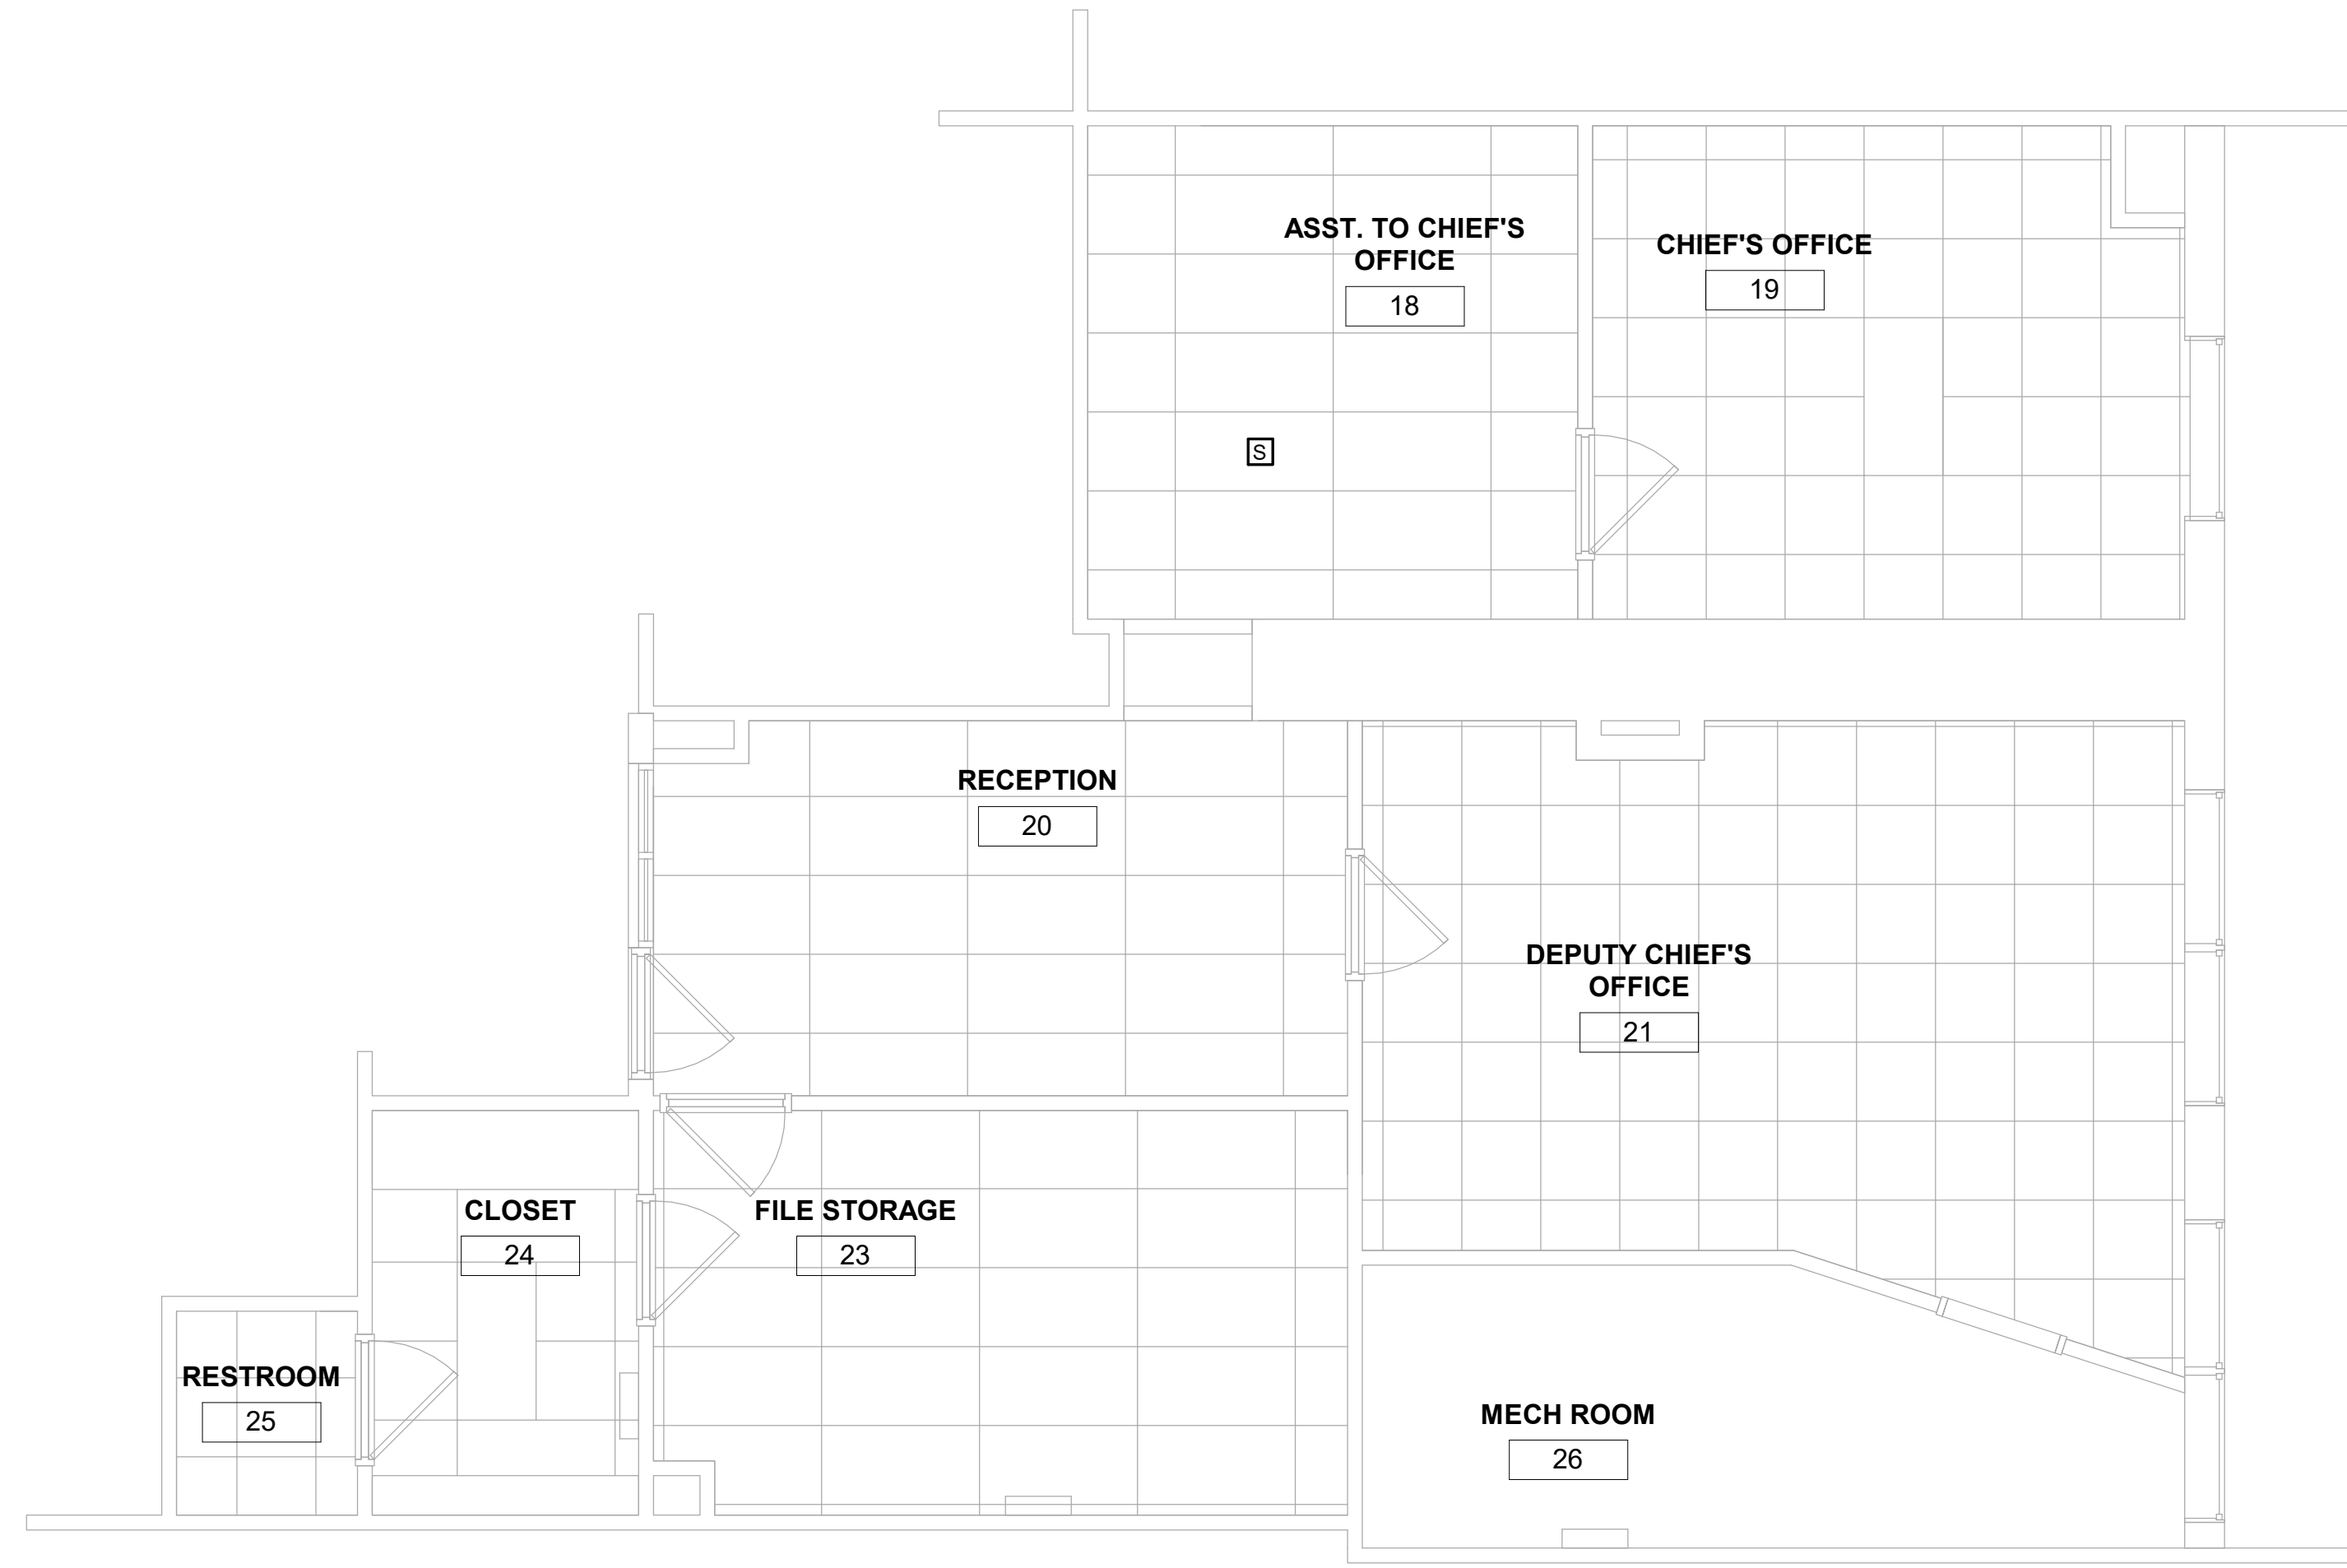 ASST. TO CHIEF'S
OFFICE
18
CHIEF'S OFFICE
19
S
RECEPTION
20
DEPUTY CHIEF'S
OFFICE
21
CLOSET
24
FILE STORAGE
23
RESTROOM
25
MECH ROOM
26